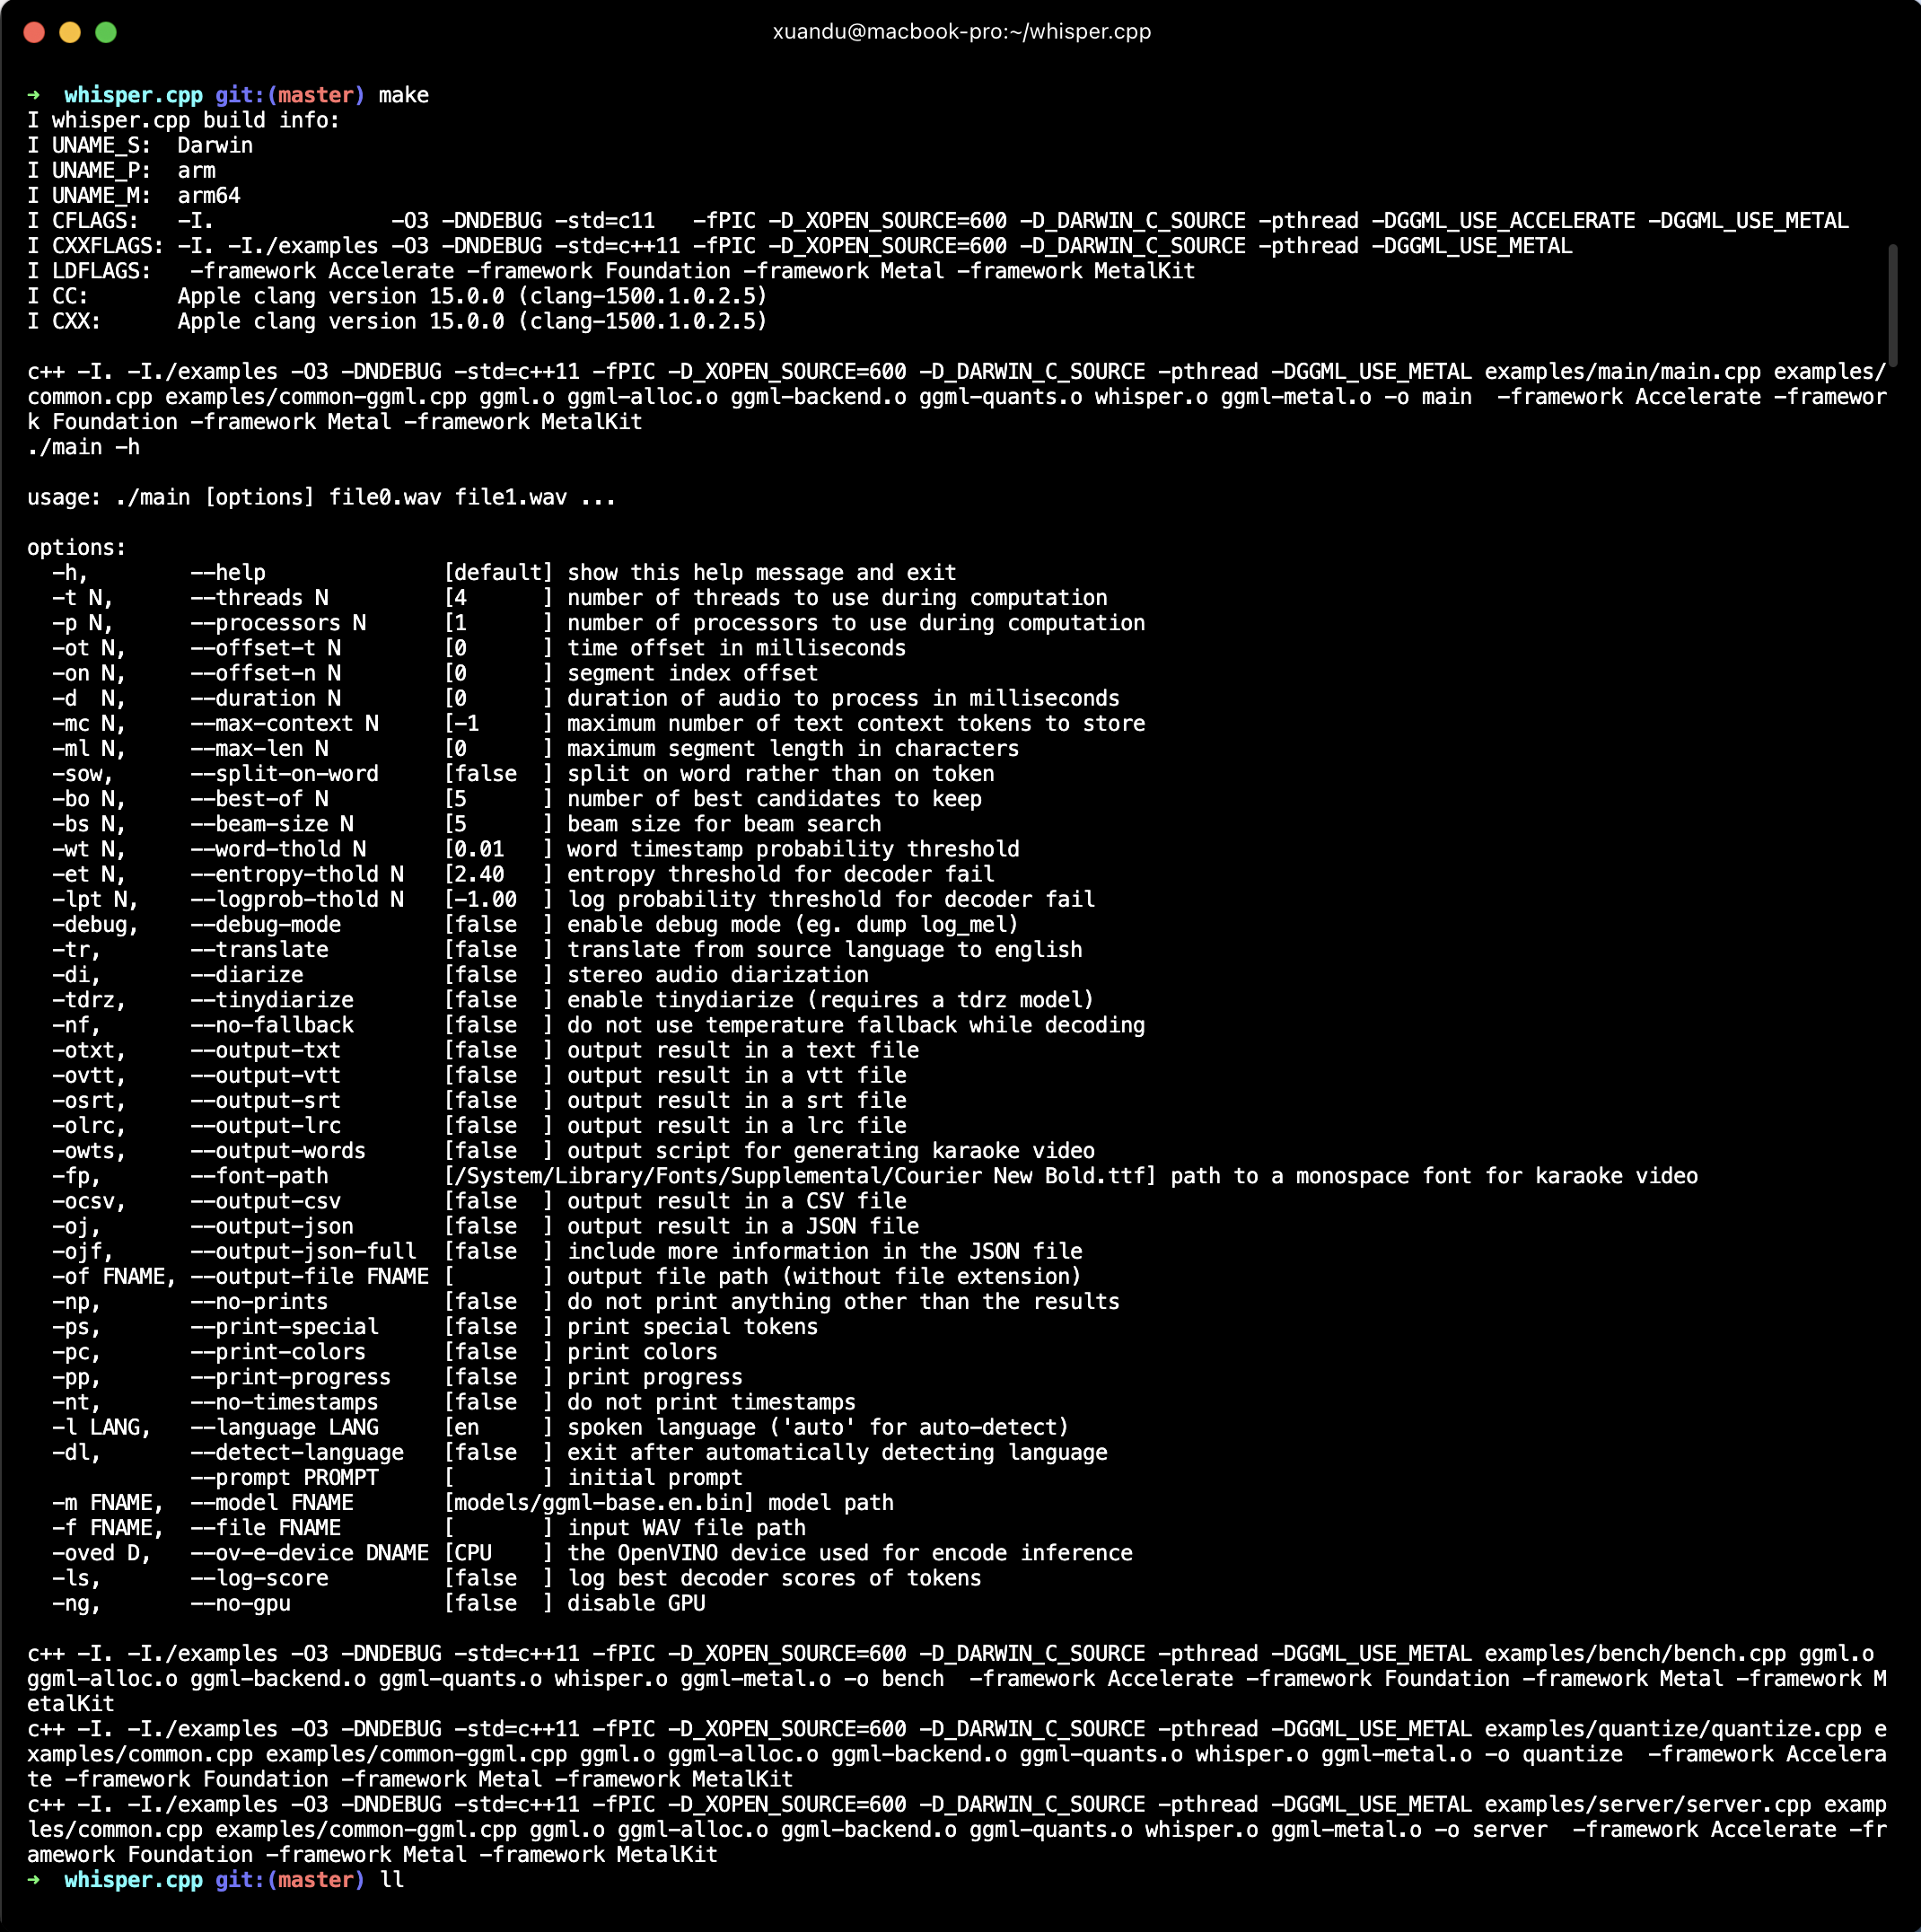 xuandu@macbook-pro:~/whisper.cpp
➜  whisper.cpp git:(master) make
I whisper.cpp build info:
I UNAME_S:  Darwin
I UNAME_P:  arm
I UNAME_M:  arm64
I CFLAGS:   -I.              -O3 -DNDEBUG -std=c11   -fPIC -D_XOPEN_SOURCE=600 -D_DARWIN_C_SOURCE -pthread -DGGML_USE_ACCELERATE -DGGML_USE_METAL
I CXXFLAGS: -I. -I./examples -O3 -DNDEBUG -std=c++11 -fPIC -D_XOPEN_SOURCE=600 -D_DARWIN_C_SOURCE -pthread -DGGML_USE_METAL
I LDFLAGS:   -framework Accelerate -framework Foundation -framework Metal -framework MetalKit
I CC:       Apple clang version 15.0.0 (clang-1500.1.0.2.5)
I CXX:      Apple clang version 15.0.0 (clang-1500.1.0.2.5)

c++ -I. -I./examples -O3 -DNDEBUG -std=c++11 -fPIC -D_XOPEN_SOURCE=600 -D_DARWIN_C_SOURCE -pthread -DGGML_USE_METAL examples/main/main.cpp examples/
common.cpp examples/common-ggml.cpp ggml.o ggml-alloc.o ggml-backend.o ggml-quants.o whisper.o ggml-metal.o -o main  -framework Accelerate -framewor
k Foundation -framework Metal -framework MetalKit
./main -h

usage: ./main [options] file0.wav file1.wav ...

options:
  -h,        --help              [default] show this help message and exit
  -t N,      --threads N         [4      ] number of threads to use during computation
  -p N,      --processors N      [1      ] number of processors to use during computation
  -ot N,     --offset-t N        [0      ] time offset in milliseconds
  -on N,     --offset-n N        [0      ] segment index offset
  -d  N,     --duration N        [0      ] duration of audio to process in milliseconds
  -mc N,     --max-context N     [-1     ] maximum number of text context tokens to store
  -ml N,     --max-len N         [0      ] maximum segment length in characters
  -sow,      --split-on-word     [false  ] split on word rather than on token
  -bo N,     --best-of N         [5      ] number of best candidates to keep
  -bs N,     --beam-size N       [5      ] beam size for beam search
  -wt N,     --word-thold N      [0.01   ] word timestamp probability threshold
  -et N,     --entropy-thold N   [2.40   ] entropy threshold for decoder fail
  -lpt N,    --logprob-thold N   [-1.00  ] log probability threshold for decoder fail
  -debug,    --debug-mode        [false  ] enable debug mode (eg. dump log_mel)
  -tr,       --translate         [false  ] translate from source language to english
  -di,       --diarize           [false  ] stereo audio diarization
  -tdrz,     --tinydiarize       [false  ] enable tinydiarize (requires a tdrz model)
  -nf,       --no-fallback       [false  ] do not use temperature fallback while decoding
  -otxt,     --output-txt        [false  ] output result in a text file
  -ovtt,     --output-vtt        [false  ] output result in a vtt file
  -osrt,     --output-srt        [false  ] output result in a srt file
  -olrc,     --output-lrc        [false  ] output result in a lrc file
  -owts,     --output-words      [false  ] output script for generating karaoke video
  -fp,       --font-path         [/System/Library/Fonts/Supplemental/Courier New Bold.ttf] path to a monospace font for karaoke video
  -ocsv,     --output-csv        [false  ] output result in a CSV file
  -oj,       --output-json       [false  ] output result in a JSON file
  -ojf,      --output-json-full  [false  ] include more information in the JSON file
  -of FNAME, --output-file FNAME [       ] output file path (without file extension)
  -np,       --no-prints         [false  ] do not print anything other than the results
  -ps,       --print-special     [false  ] print special tokens
  -pc,       --print-colors      [false  ] print colors
  -pp,       --print-progress    [false  ] print progress
  -nt,       --no-timestamps     [false  ] do not print timestamps
  -l LANG,   --language LANG     [en     ] spoken language ('auto' for auto-detect)
  -dl,       --detect-language   [false  ] exit after automatically detecting language
             --prompt PROMPT     [       ] initial prompt
  -m FNAME,  --model FNAME       [models/ggml-base.en.bin] model path
  -f FNAME,  --file FNAME        [       ] input WAV file path
  -oved D,   --ov-e-device DNAME [CPU    ] the OpenVINO device used for encode inference
  -ls,       --log-score         [false  ] log best decoder scores of tokens
  -ng,       --no-gpu            [false  ] disable GPU

c++ -I. -I./examples -O3 -DNDEBUG -std=c++11 -fPIC -D_XOPEN_SOURCE=600 -D_DARWIN_C_SOURCE -pthread -DGGML_USE_METAL examples/bench/bench.cpp ggml.o
ggml-alloc.o ggml-backend.o ggml-quants.o whisper.o ggml-metal.o -o bench  -framework Accelerate -framework Foundation -framework Metal -framework M
etalKit
c++ -I. -I./examples -O3 -DNDEBUG -std=c++11 -fPIC -D_XOPEN_SOURCE=600 -D_DARWIN_C_SOURCE -pthread -DGGML_USE_METAL examples/quantize/quantize.cpp e
xamples/common.cpp examples/common-ggml.cpp ggml.o ggml-alloc.o ggml-backend.o ggml-quants.o whisper.o ggml-metal.o -o quantize  -framework Accelera
te -framework Foundation -framework Metal -framework MetalKit
c++ -I. -I./examples -O3 -DNDEBUG -std=c++11 -fPIC -D_XOPEN_SOURCE=600 -D_DARWIN_C_SOURCE -pthread -DGGML_USE_METAL examples/server/server.cpp examp
les/common.cpp examples/common-ggml.cpp ggml.o ggml-alloc.o ggml-backend.o ggml-quants.o whisper.o ggml-metal.o -o server  -framework Accelerate -fr
amework Foundation -framework Metal -framework MetalKit
➜  whisper.cpp git:(master) ll